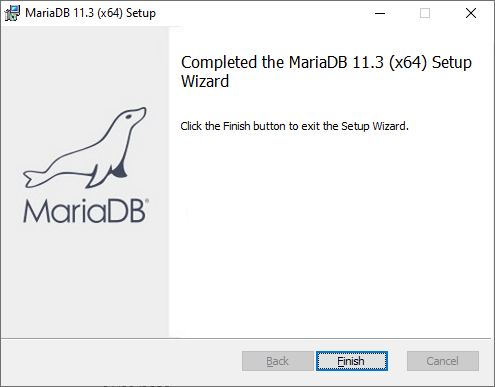 MariaDB 11.3 (x64) Setup
Completed the MariaDB 11.3 (x64) Setup
Wizard
Click the Finish button to exit the Setup Wizard.
MariaDB®
Back
Finish
Cancel